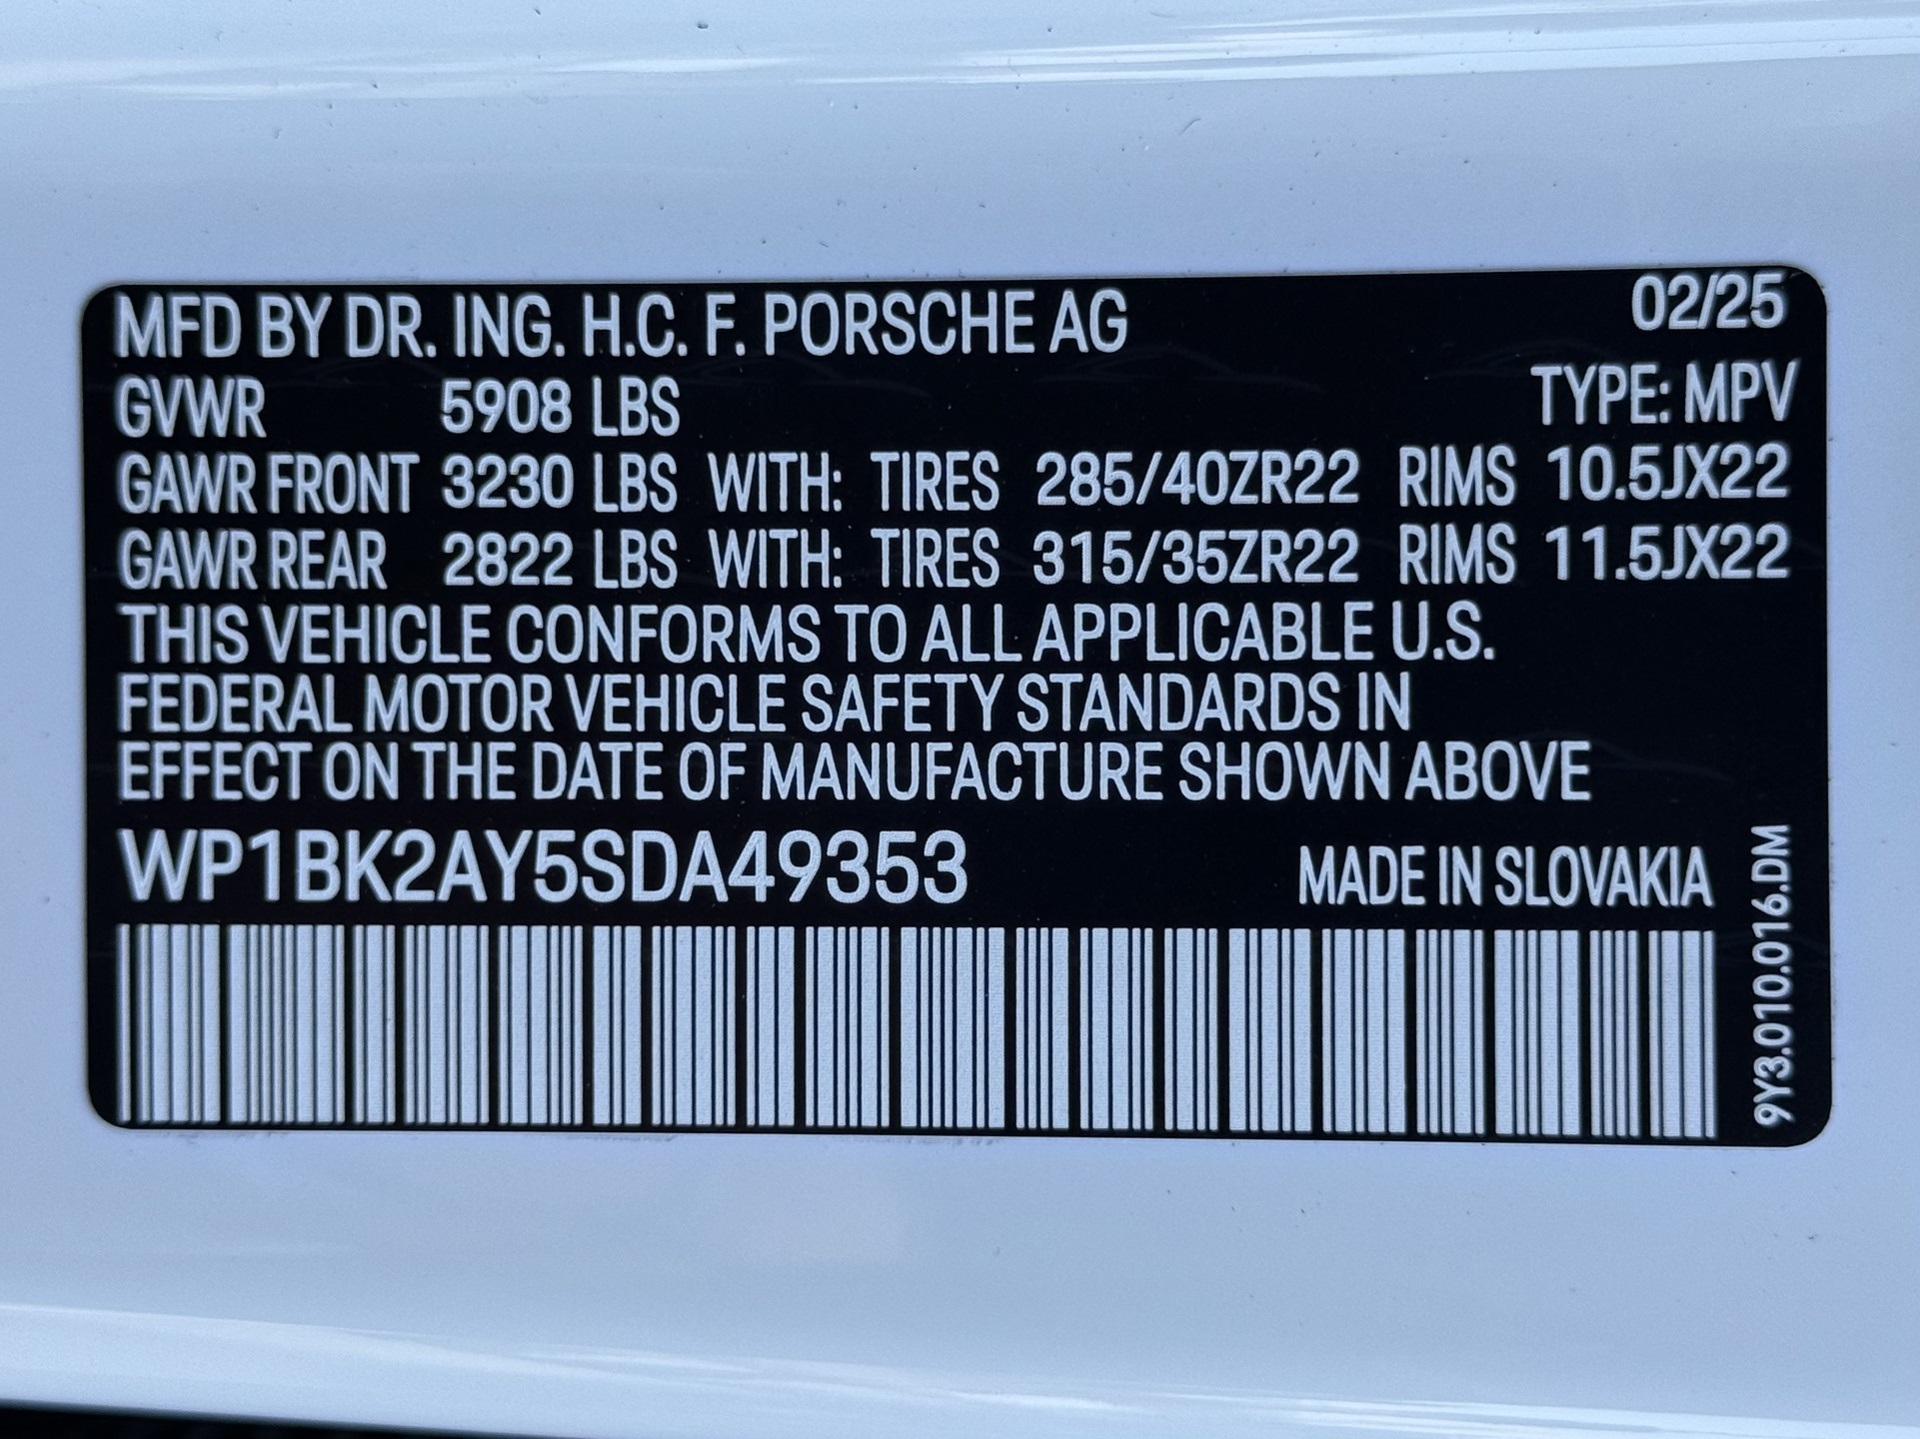 MFD BY DR. ING. H.C. F. PORSCHE AG 02/25
GVWR 5908 LBS TYPE: MPV
GAWR FRONT 3230 LBS WITH: TIRES 285/40ZR22 RIMS 10.5JX22
GAWR REAR 2822 LBS WITH: TIRES 315/35ZR22 RIMS 11.5JX22
THIS VEHICLE CONFORMS TO ALL APPLICABLE U.S.
FEDERAL MOTOR VEHICLE SAFETY STANDARDS IN
EFFECT ON THE DATE OF MANUFACTURE SHOWN ABOVE
WP1BK2AY5SDA49353 MADE IN SLOVAKIA
9Y3.010.016.DM